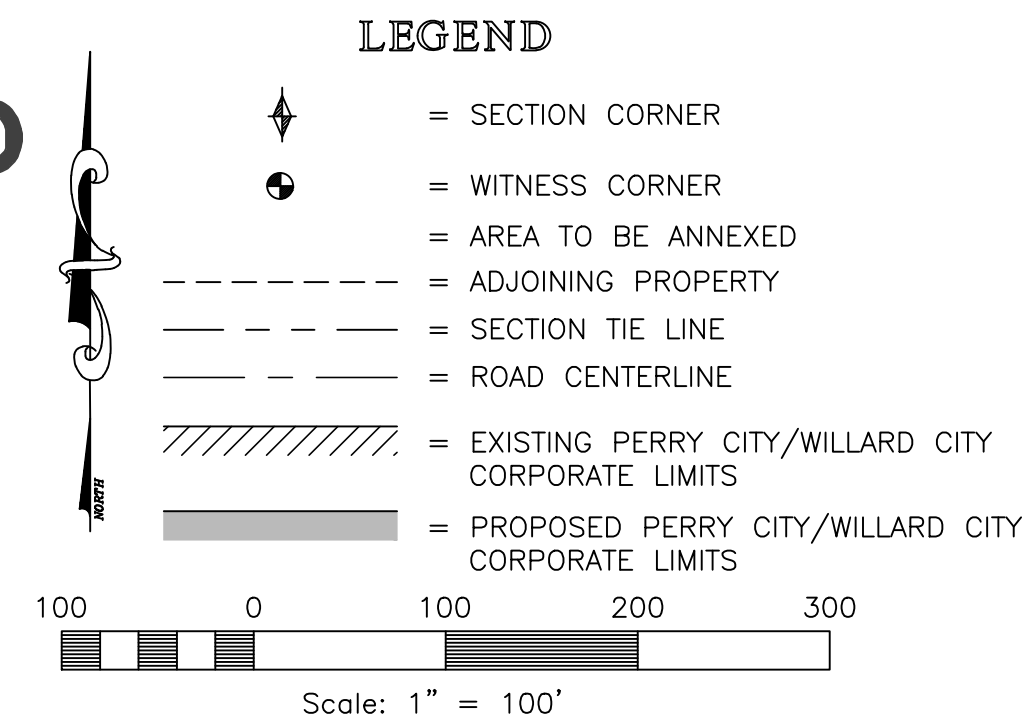 LEGEND
= SECTION CORNER
= WITNESS CORNER
= AREA TO BE ANNEXED
= ADJOINING PROPERTY
= SECTION TIE LINE
= ROAD CENTERLINE
= EXISTING PERRY CITY/WILLARD CITY
CORPORATE LIMITS
= PROPOSED PERRY CITY/WILLARD CITY
CORPORATE LIMITS
NORTH
100 0 100 200 300
Scale: 1" = 100'